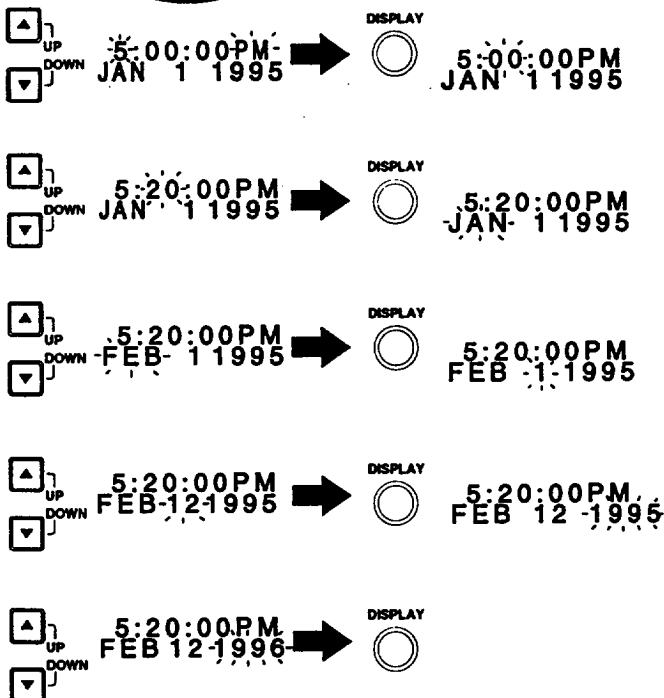 DISPLAY
UP
DOWN
5:00:00PM
JAN 1 1995
5:00:00PM
JAN 1 1995
DISPLAY
UP
DOWN
5:20:00PM
JAN 1 1995
5:20:00PM
JAN 1 1995
DISPLAY
UP
DOWN
5:20:00PM
FEB 1 1995
5:20:00PM
FEB 1 1995
DISPLAY
UP
DOWN
5:20:00PM
FEB 12 1995
5:20:00PM
FEB 12 1995
DISPLAY
UP
DOWN
5:20:00PM
FEB 12 1996